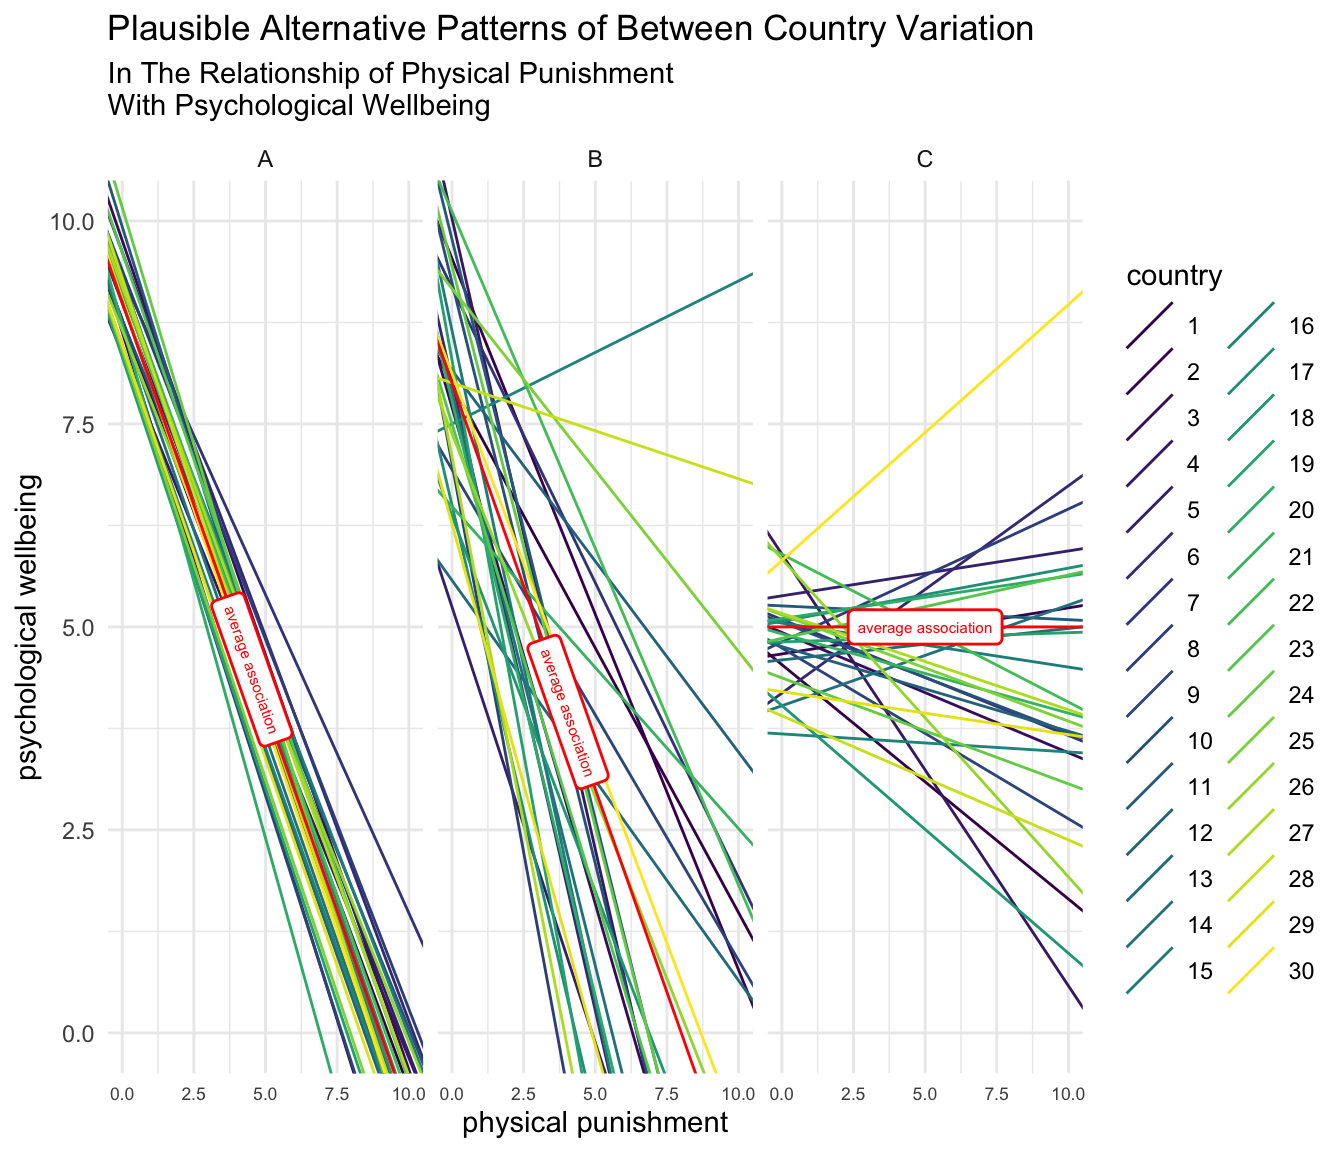 Plausible Alternative Patterns of Between Country Variation
In The Relationship of Physical Punishment
With Psychological Wellbeing
A
B
C
10.0
7.5
5.0
2.5
0.0
psychological wellbeing
average association
average association
average association
0.0 2.5 5.0 7.5 10.0
0.0 2.5 5.0 7.5 10.0
0.0 2.5 5.0 7.5 10.0
physical punishment
country
1 16
2 17
3 18
4 19
5 20
6 21
7 22
8 23
9 24
10 25
11 26
12 27
13 28
14 29
15 30